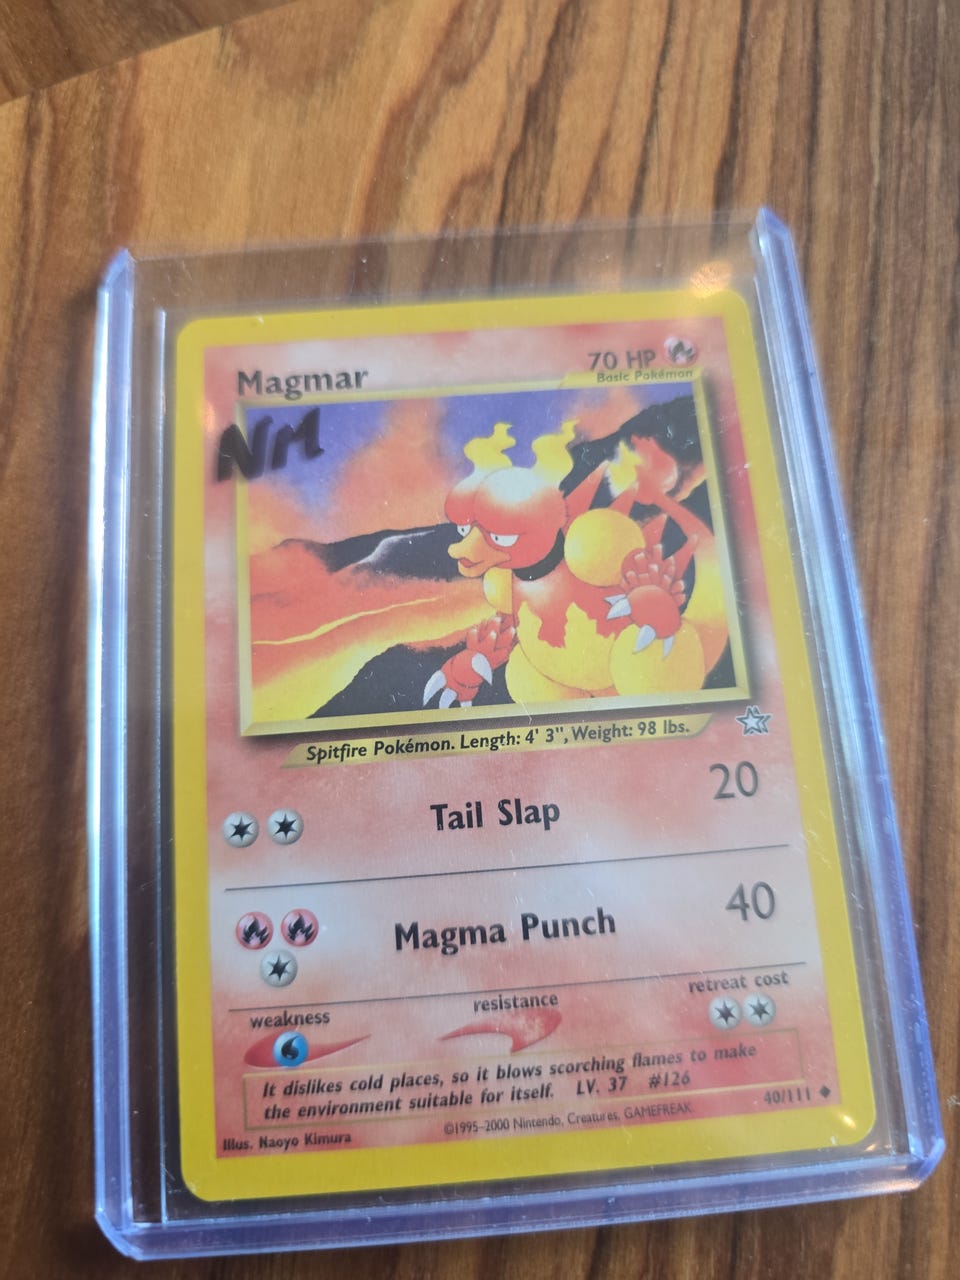 Magmar
70 HP
Basic Pokémon
NM
Spitfire Pokémon. Length: 4' 3", Weight: 98 lbs.
Tail Slap 20
Magma Punch 40
weakness resistance retreat cost
It dislikes cold places, so it blows scorching flames to make
the environment suitable for itself. LV. 37 #126
40/111
Illus. Naoyo Kimura ©1995–2000 Nintendo, Creatures, GAMEFREAK.